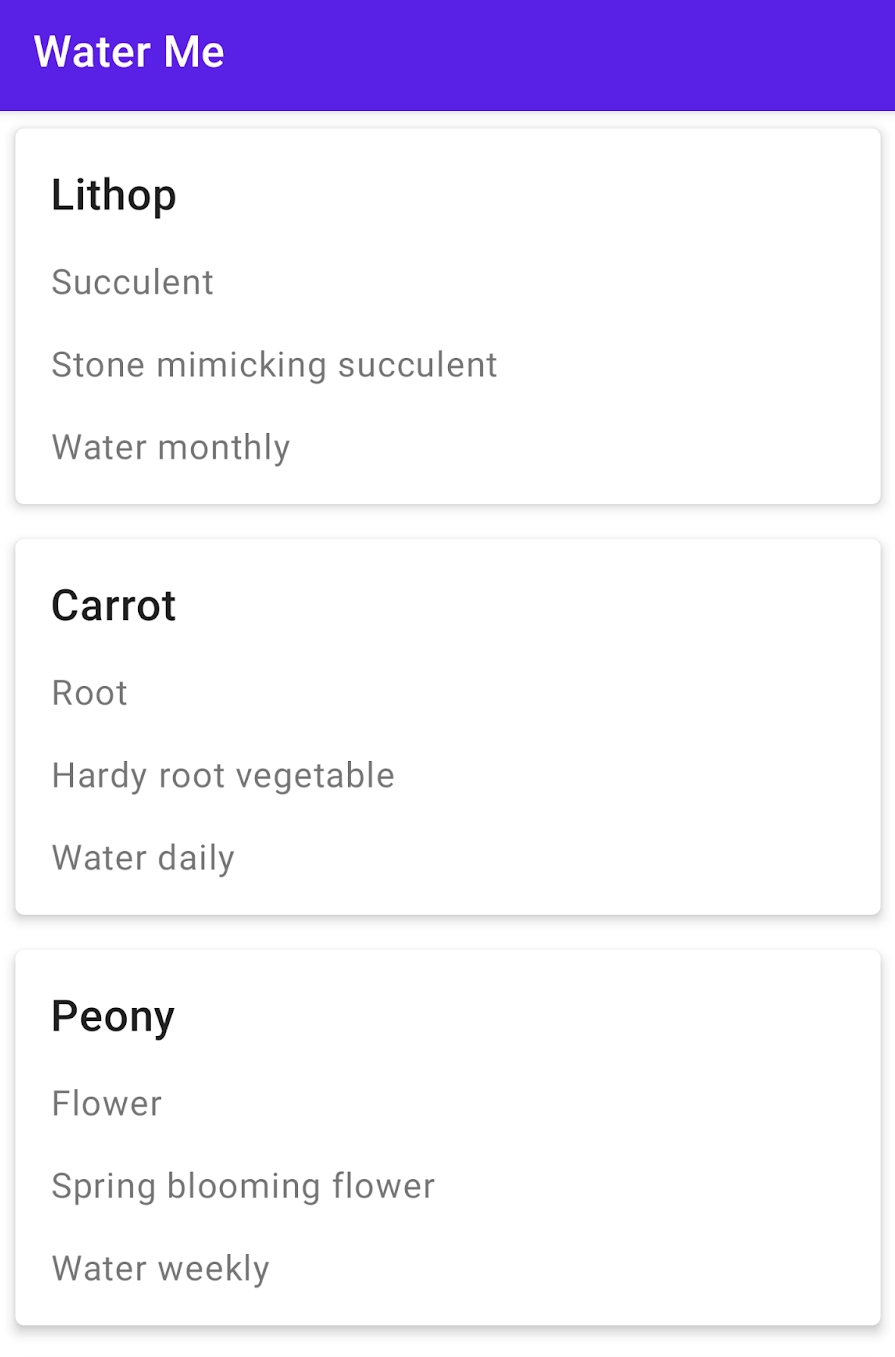 Water Me
Lithop
Succulent
Stone mimicking succulent
Water monthly
Carrot
Root
Hardy root vegetable
Water daily
Peony
Flower
Spring blooming flower
Water weekly